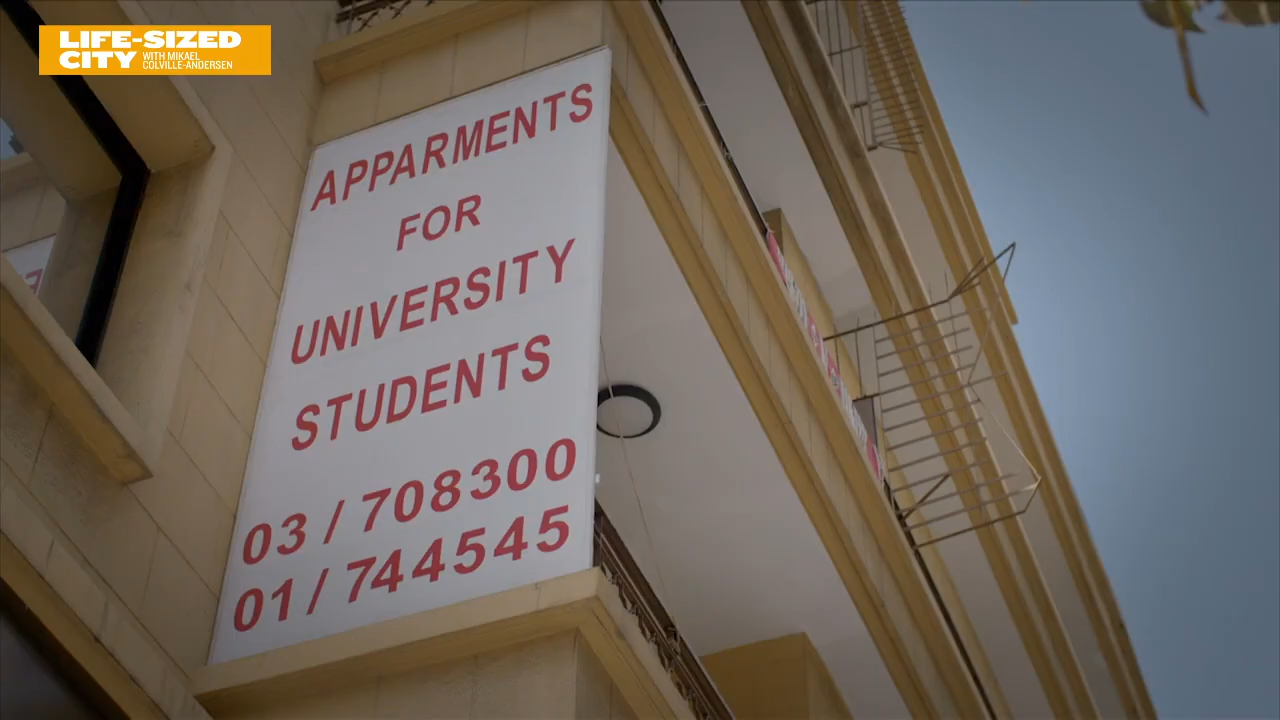 LIFE-SIZED
CITY WITH MIKAEL
COLVILLE-ANDERSEN
APPARMENTS
FOR
UNIVERSITY
STUDENTS
03 / 708300
01 / 744545